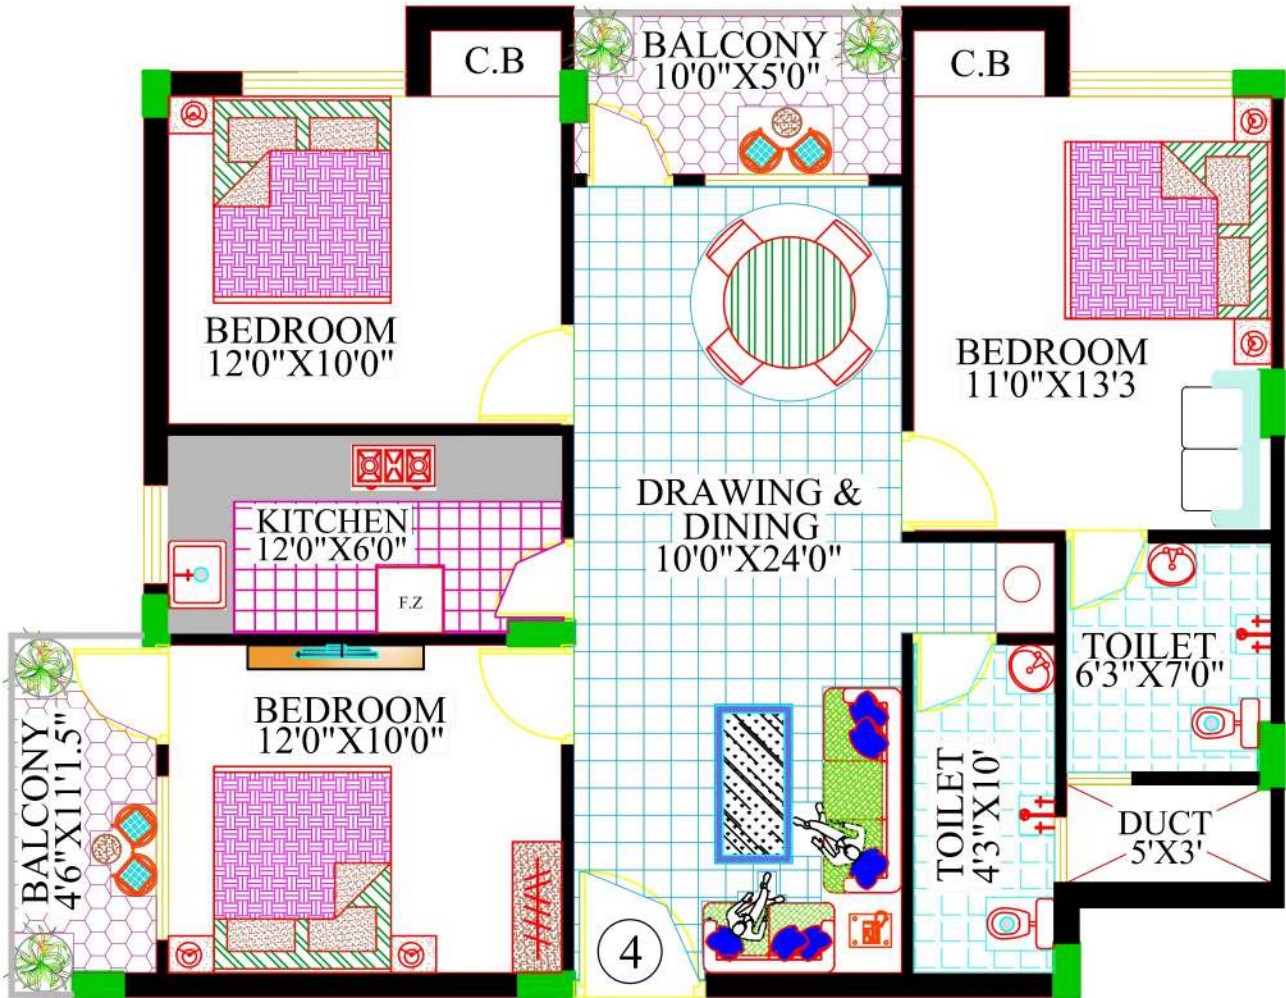 C.B
BALCONY
10'0"X5'0"
C.B
BEDROOM
12'0"X10'0"
BEDROOM
11'0"X13'3
KITCHEN
12'0"X6'0"
F.Z
DRAWING &
DINING
10'0"X24'0"
TOILET
6'3"X7'0"
BEDROOM
12'0"X10'0"
BALCONY
4'6"X11'1.5"
TOILET
4'3"X10'
DUCT
5'X3'
4